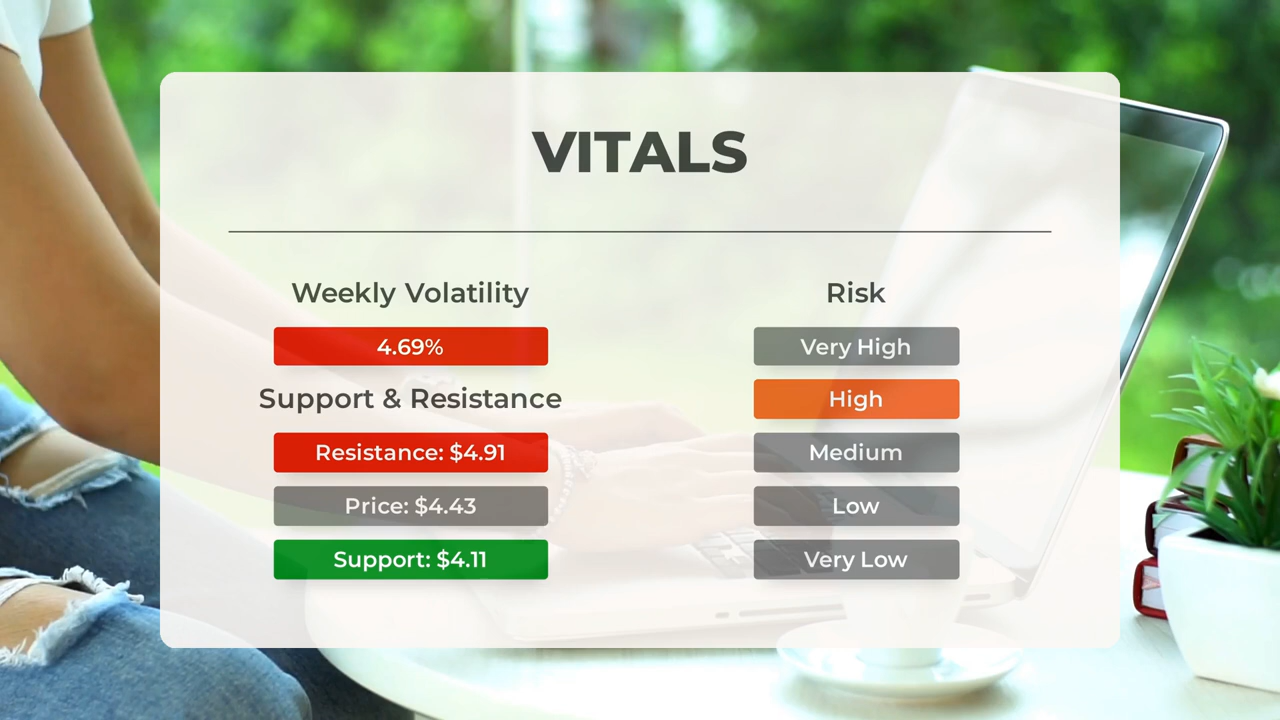 VITALS
Weekly Volatility
4.69%
Support & Resistance
Resistance: $4.91
Price: $4.43
Support: $4.11
Risk
Very High
High
Medium
Low
Very Low